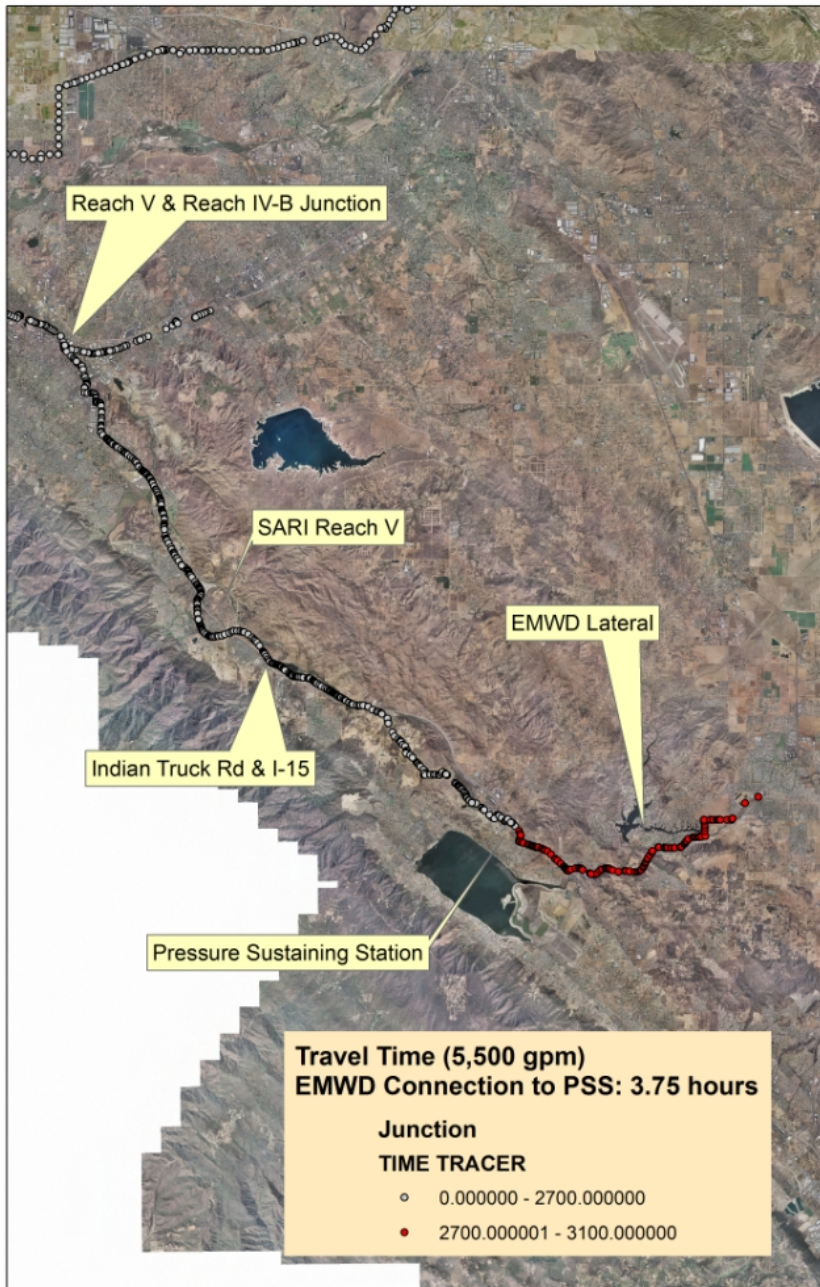 Reach V & Reach IV-B Junction
SARI Reach V
EMWD Lateral
Indian Truck Rd & I-15
Pressure Sustaining Station
Travel Time (5,500 gpm)
EMWD Connection to PSS: 3.75 hours
Junction
TIME TRACER
0.000000 - 2700.000000
2700.000001 - 3100.000000